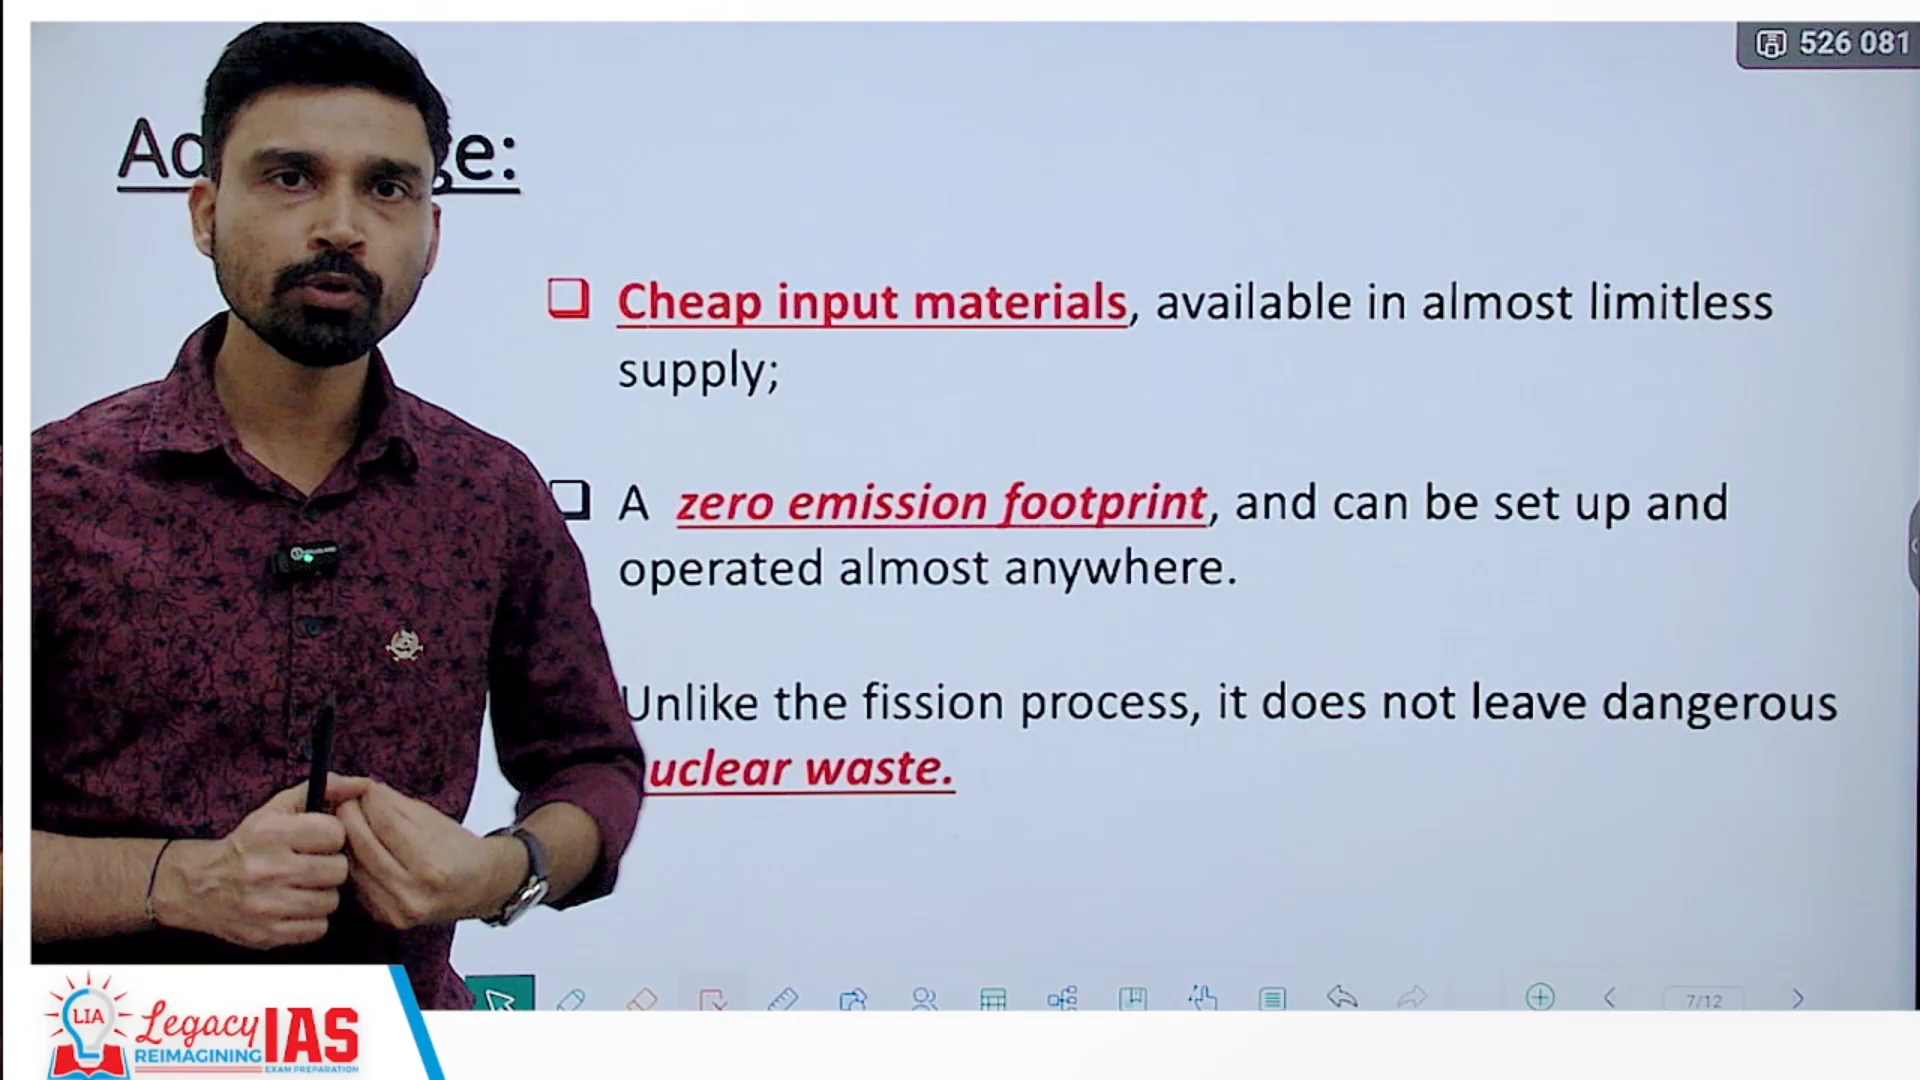 526 081
Cheap input materials, available in almost limitless
supply;
A zero emission footprint, and can be set up and
operated almost anywhere.
Unlike the fission process, it does not leave dangerous
waste.
7/12
LIA
Legacy IAS
REIMAGINING
EXAM PREPARATION